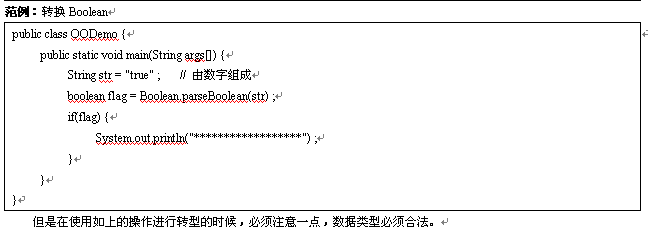 范例：转换 Boolean
public class OODemo {
public static void main(String args[]) {
String str = "true" ; // 由数字组成
boolean flag = Boolean.parseBoolean(str) ;
if(flag) {
System.out.println("******************") ;
}
}
}
但是在使用如上的操作进行转型的时候，必须注意一点，数据类型必须合法。